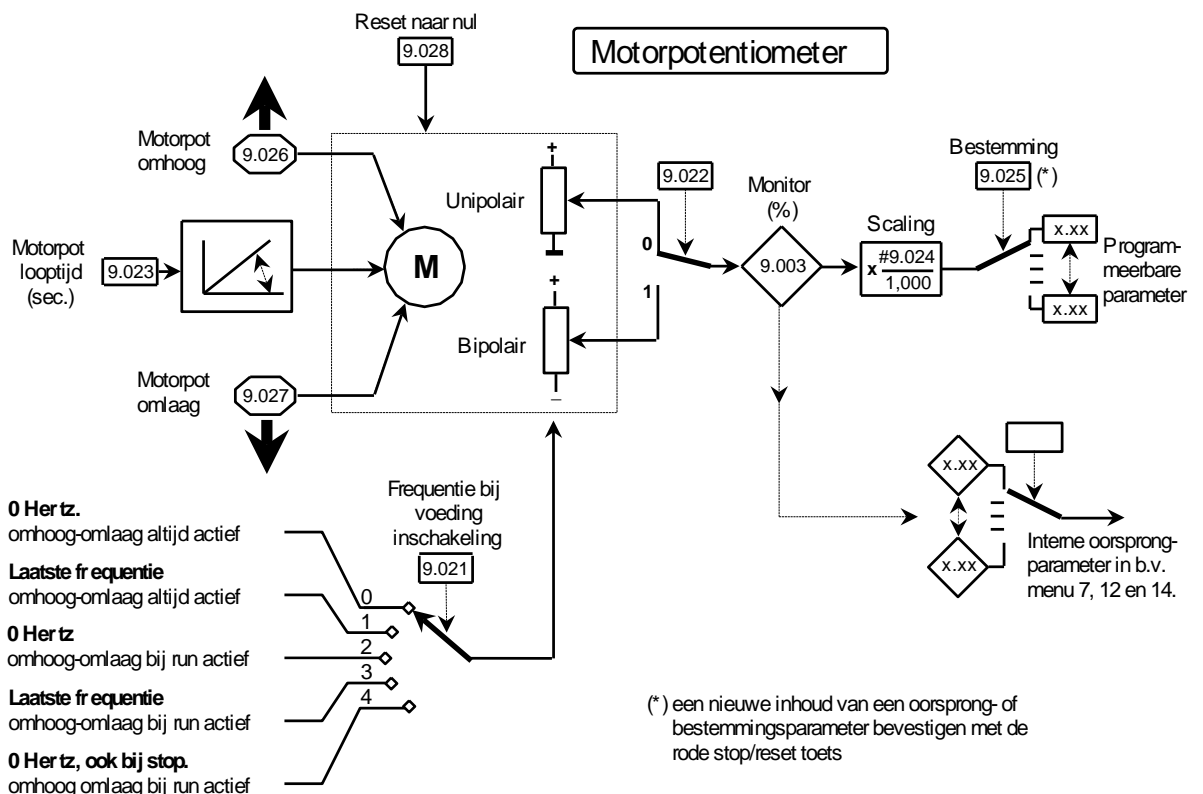 Reset naar nul
9.028
Motorpotentiometer
Motorpot
omhoog
9.026
Motorpot
looptijd
(sec.)
9.023
M
Motorpot
omlaag
9.027
+
Unipolair
+
Bipolair
_
9.022
0
1
Monitor
(%)
9.003
Scaling
x #9.024
1,000
Bestemming
9.025 (*)
x.xx
x.xx
Program-
meerbare
parameter
x.xx
x.xx
Interne oorsprong-
parameter in b.v.
menu 7, 12 en 14.
Frequentie bij
voeding
inschakeling
9.021
0 Hertz.
omhoog-omlaag altijd actief
Laatste frequentie
omhoog-omlaag altijd actief
0 Hertz
omhoog-omlaag bij run actief
Laatste frequentie
omhoog-omlaag bij run actief
0 Hertz, ook bij stop.
omhoog omlaag bij run actief
0
1
2
3
4
(*) een nieuwe inhoud van een oorsprong- of
bestemmingsparameter bevestigen met de
rode stop/reset toets